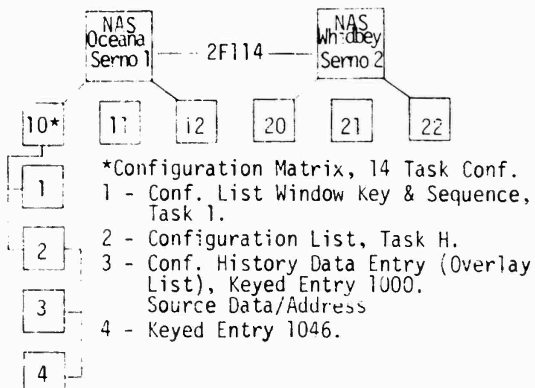 NAS
Oceana
Serno 1
2F114
NAS
Whidbey
Serno 2
10*
11
12
20
21
22
*Configuration Matrix, 14 Task Conf.
1
1 - Conf. List Window Key & Sequence,
Task 1.
2
2 - Configuration List, Task H.
3 - Conf. History Data Entry (Overlay
List), Keyed Entry 1000.
3
Source Data/Address
4 - Keyed Entry 1046.
4